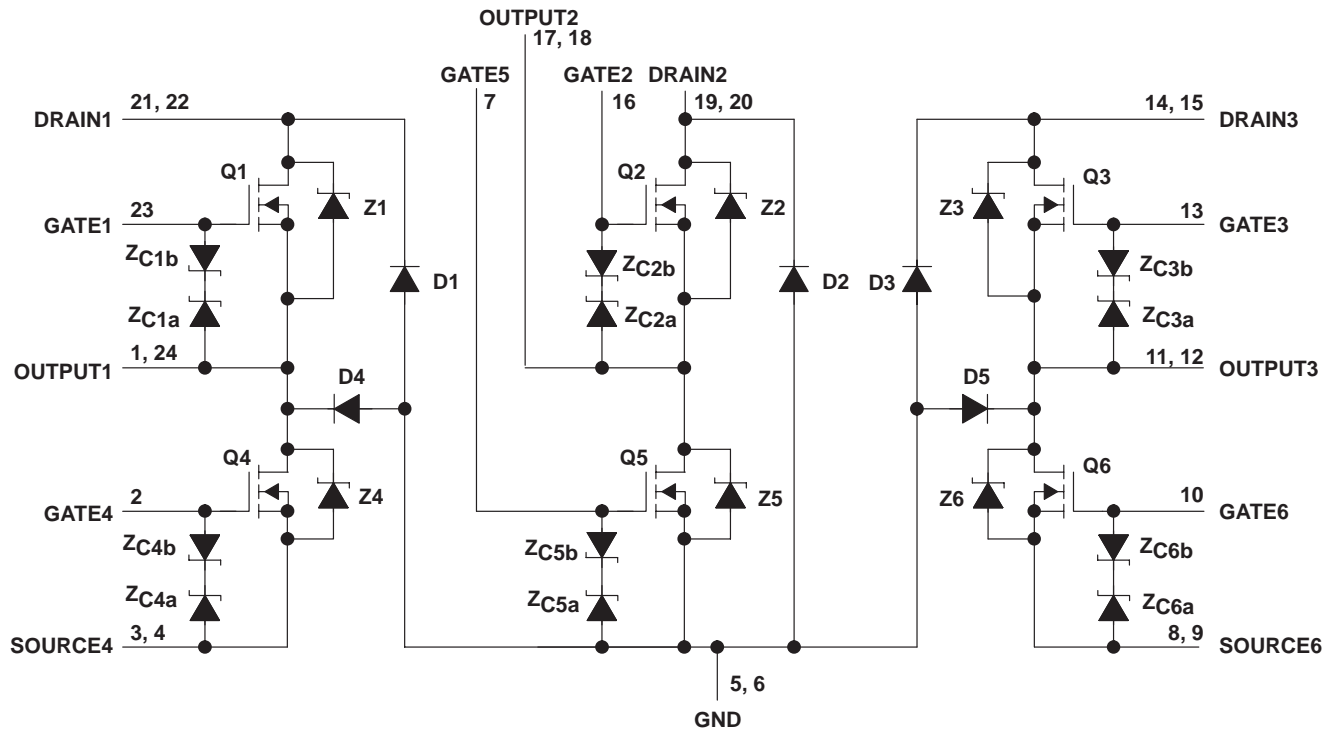 OUTPUT2
17, 18
GATE5
GATE2
DRAIN2
7
16
19, 20
21, 22
14, 15
DRAIN1
DRAIN3
Q1
Q2
Q3
Z1
Z2
Z3
23
13
GATE1
GATE3
ZC1b
ZC2b
ZC3b
D1
D2
D3
ZC1a
ZC2a
ZC3a
1, 24
11, 12
OUTPUT1
OUTPUT3
D4
D5
Q4
Q5
Q6
Z4
Z5
Z6
2
10
GATE4
GATE6
ZC4b
ZC5b
ZC6b
ZC4a
ZC5a
ZC6a
3, 4
8, 9
SOURCE4
SOURCE6
5, 6
GND